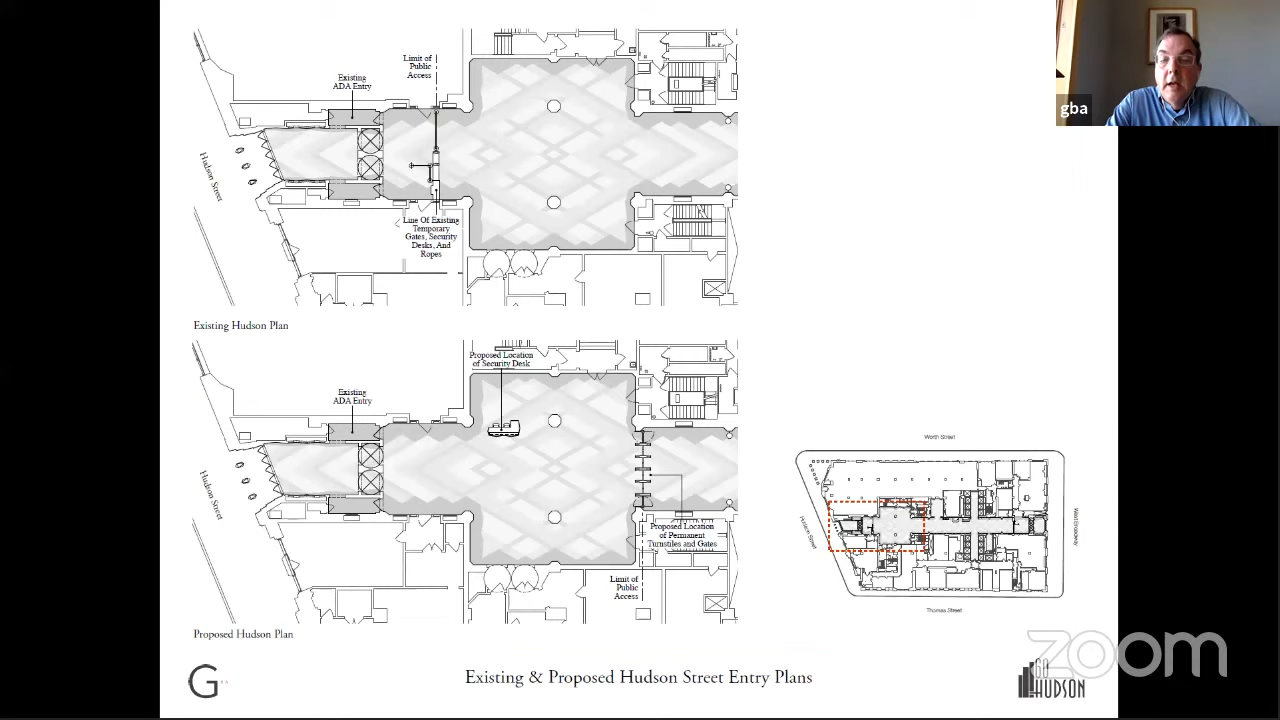 Limit of
Public
Access
Existing
ADA Entry
Hudson Street
Line Of Existing
Temporary
Gates, Security
Desks, And
Ropes
Existing Hudson Plan
Proposed Location
of Security Desk
Existing
ADA Entry
Hudson Street
Proposed Location
of Permanent
Turnstiles and Gates
Limit of
Public
Access
Proposed Hudson Plan
Worth Street
Hudson Street
West Broadway
Thomas Street
G
Existing & Proposed Hudson Street Entry Plans
60
HUDSON
zoom
gba